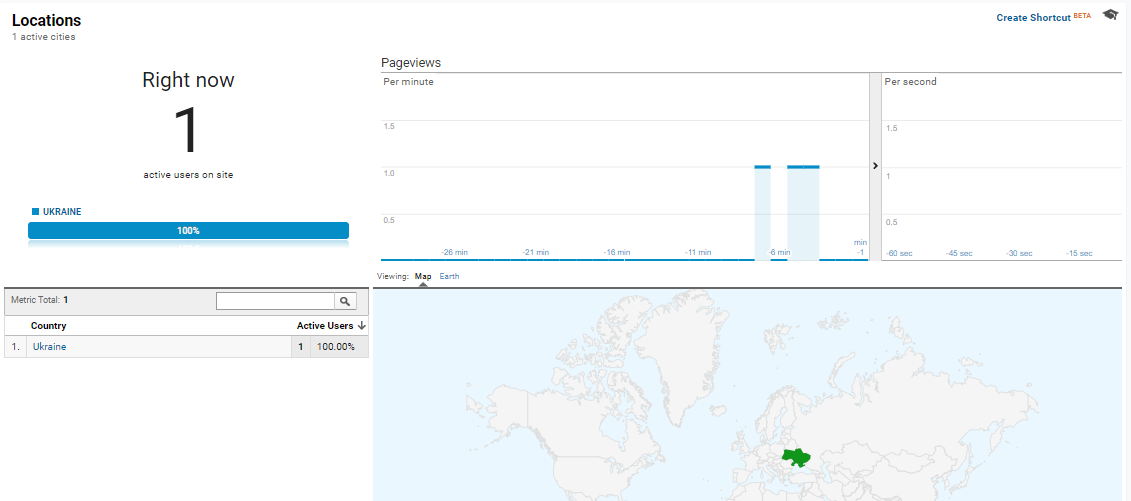 Locations
1 active cities
Create Shortcut BETA
Right now
1
active users on site
UKRAINE
100%
Pageviews
Per minute
1.5
1.0
0.5
-26 min
-21 min
-16 min
-11 min
-6 min
min
-1
Per second
1.5
1
0.5
-60 sec
-45 sec
-30 sec
-15 sec
Viewing: Map Earth
Metric Total: 1
Country Active Users
1. Ukraine 1 100.00%